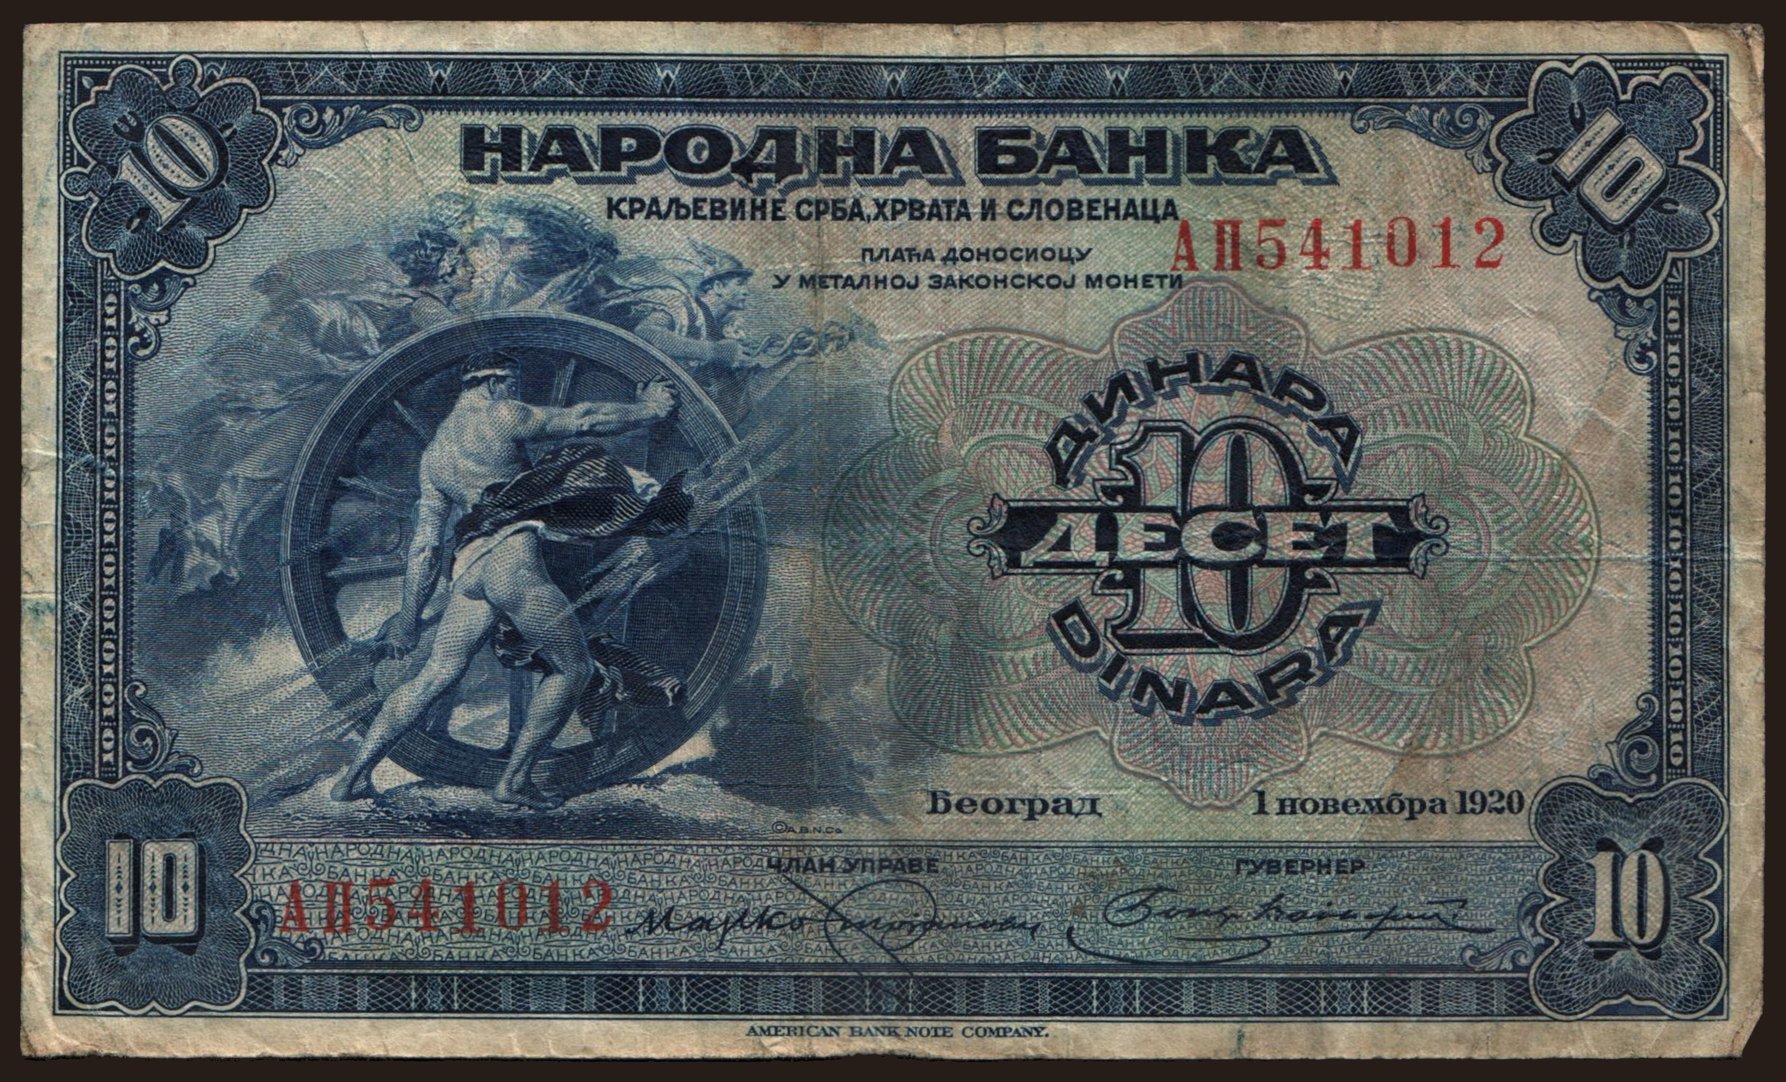 10
10
НАРОДНА БАНКА
КРАЉЕВИНЕ СРБА, ХРВАТА И СЛОВЕНАЦА
АП541012
ПЛАЋА ДОНОСИОЦУ
У МЕТАЛНОЈ ЗАКОНСКОЈ МОНЕТИ
ДИНАРА
10
ДЕСЕТ
DINARA
Београд 1 новембра 1920
©A.B.N.Co.
ЧЛАН УПРАВЕ ГУВЕРНЕР
10
АП541012
10
AMERICAN BANK NOTE COMPANY.